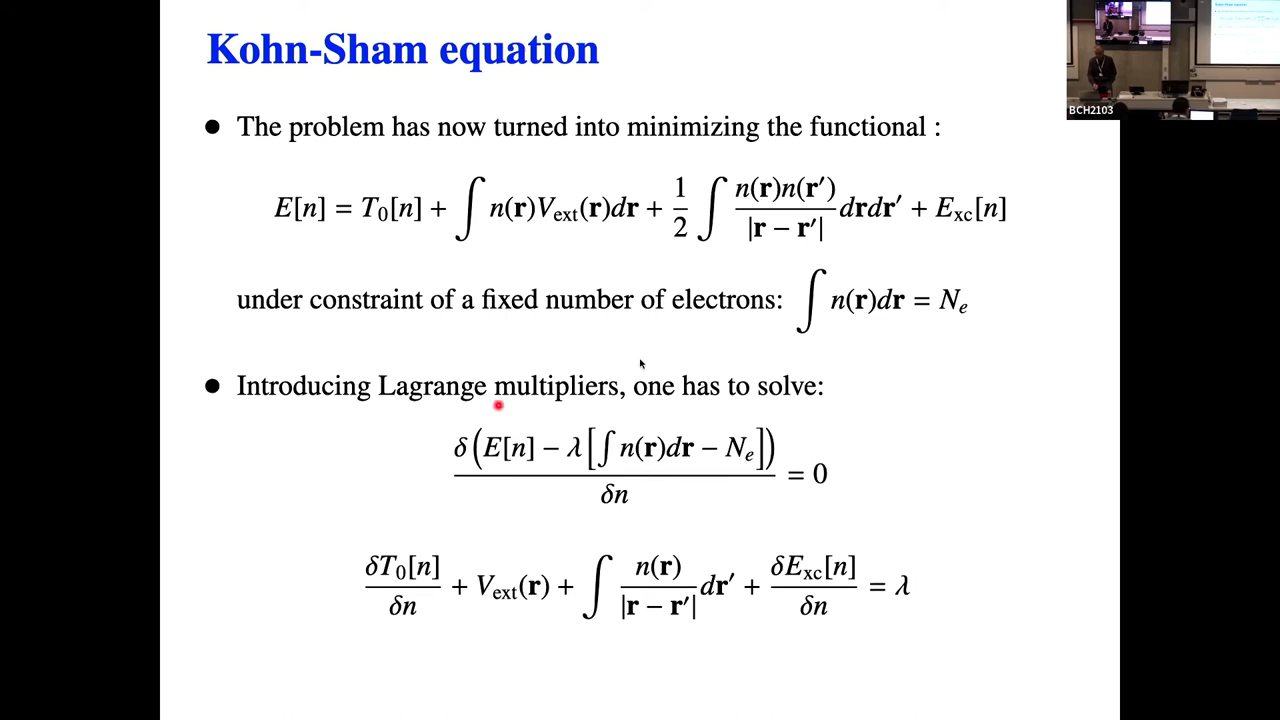 Kohn-Sham equation
BCH2103
● The problem has now turned into minimizing the functional :
E[n] = T₀[n] + ∫ n(r)V_ext(r)dr + 1/2 ∫ n(r)n(r′)/|r − r′| drdr′ + E_xc[n]
under constraint of a fixed number of electrons: ∫ n(r)dr = N_e
● Introducing Lagrange multipliers, one has to solve:
δ(E[n] − λ[∫ n(r)dr − N_e])/δn = 0
δT₀[n]/δn + V_ext(r) + ∫ n(r)/|r − r′| dr′ + δE_xc[n]/δn = λ